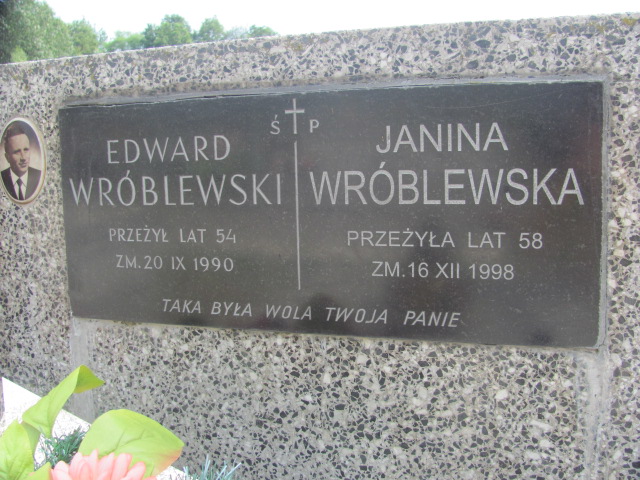 Ś P
EDWARD
WRÓBLEWSKI
PRZEŻYŁ LAT 54
ZM. 20 IX 1990
JANINA
WRÓBLEWSKA
PRZEŻYŁA LAT 58
ZM. 16 XII 1998
TAKA BYŁA WOLA TWOJA PANIE